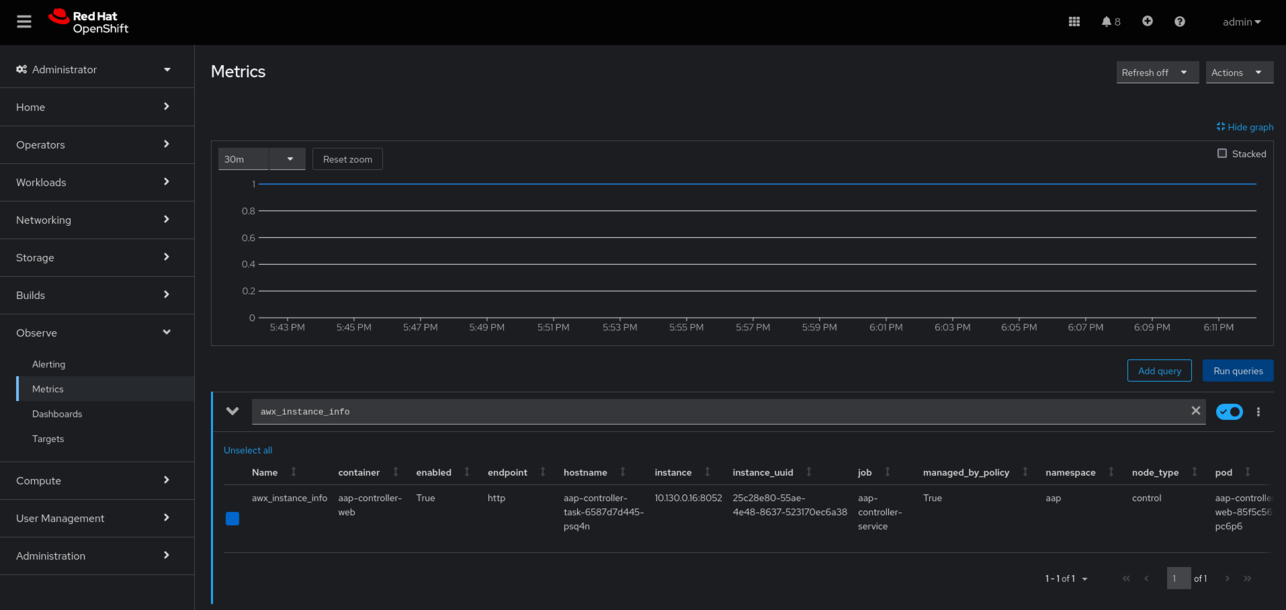 Red Hat
OpenShift
8
admin
Administrator
Home
Operators
Workloads
Networking
Storage
Builds
Observe
Alerting
Metrics
Dashboards
Targets
Compute
User Management
Administration
Metrics
Refresh off
Actions
Hide graph
30m
Reset zoom
Stacked
1
0.8
0.6
0.4
0.2
0
5:43 PM 5:45 PM 5:47 PM 5:49 PM 5:51 PM 5:53 PM 5:55 PM 5:57 PM 5:59 PM 6:01 PM 6:03 PM 6:05 PM 6:07 PM 6:09 PM 6:11 PM
Add query
Run queries
awx_instance_info
Unselect all
Name container enabled endpoint hostname instance instance_uuid job managed_by_policy namespace node_type pod
awx_instance_info aap-controller- True http aap-controller- 10.130.0.16:8052 25c28e80-55ae- aap- True aap control aap-controlle
web task-6587d7d445- 4e48-8637-523170ec6a38 controller- web-85f5c56
psq4n service pc6p6
1 - 1 of 1
1 of 1